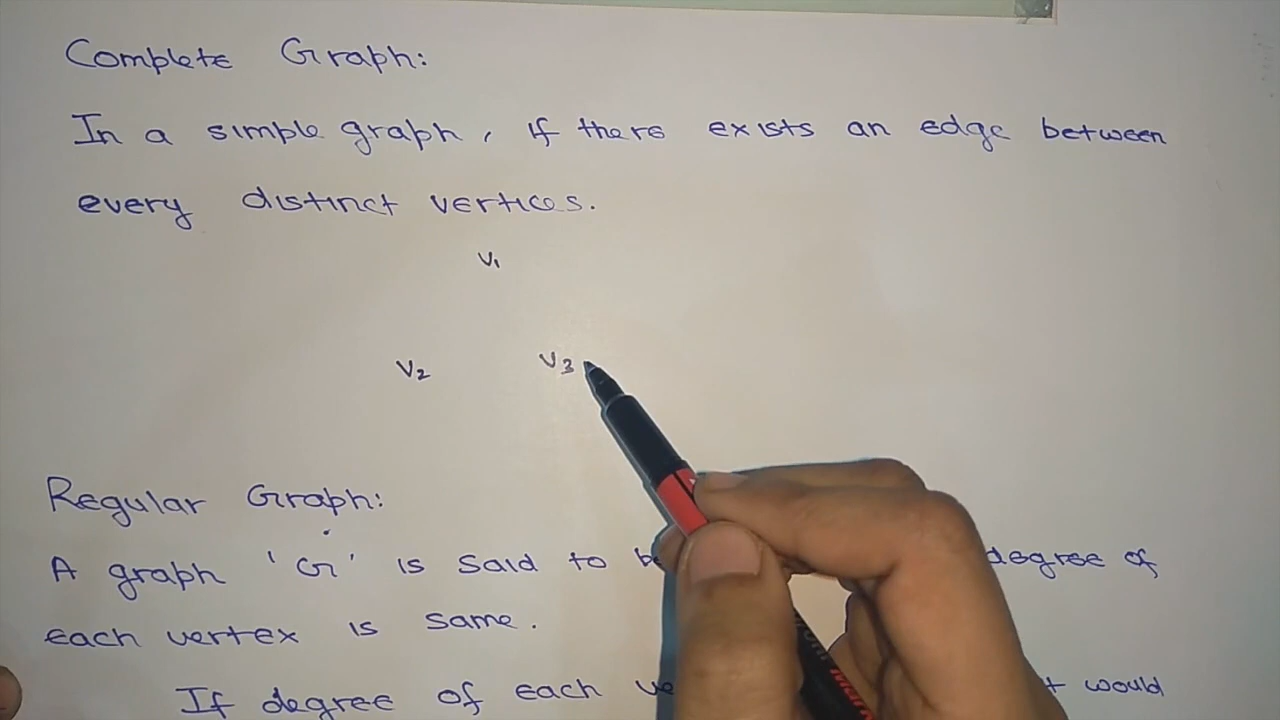 Complete Graph:
In a simple graph, if there exists an edge between
every distinct vertices.
V1
V2 V3
Regular Graph:
A graph 'G' is said to degree of
each vertex is same.
If degree of each would